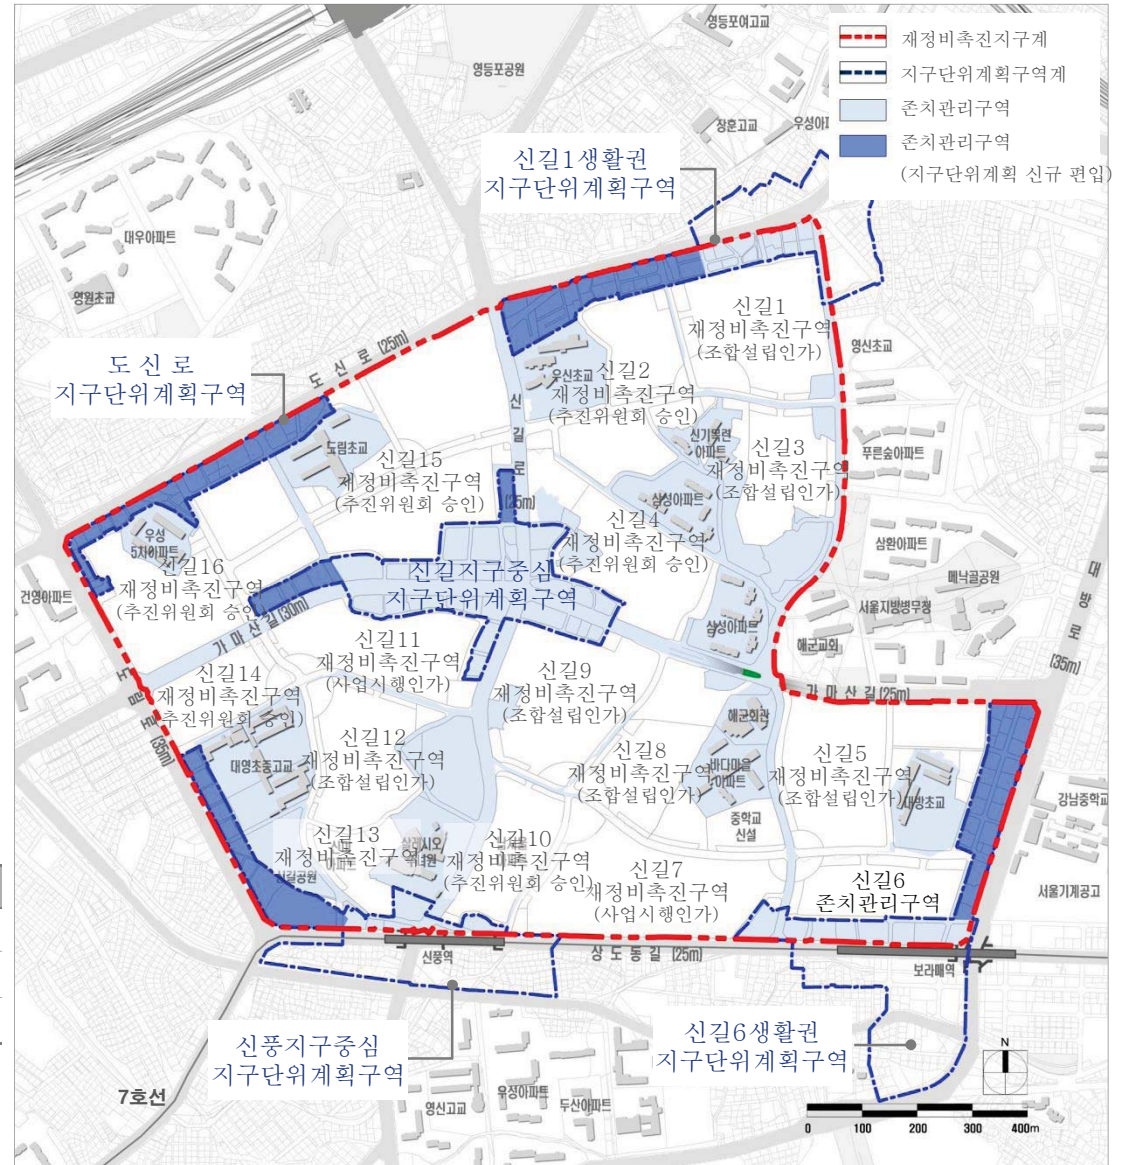 영등포여고교
재정비촉진지구계
지구단위계획구역계
존치관리구역
존치관리구역
(지구단위계획 신규 편입)
영등포공원
장훈고교
우성아파
신길1생활권
지구단위계획구역
대우아파트
영원초교
신길1
재정비촉진구역
(조합설립인가)
영신초교
도 신 로 (25m)
도 신 로
지구단위계획구역
우신초교
신길2
재정비촉진구역
(추진위원회 승인)
신 길 로 (25m)
도림초교
신길15
재정비촉진구역
(추진위원회 승인)
아파트
신길3
재정비촉진구역
(조합설립인가)
푸른숲아파트
삼성아파트
신길4
재정비촉진구역
(추진위원회 승인)
우성
5차아파트
신길16
재정비촉진구역
(추진위원회 승인)
삼환아파트
메낙골공원
건영아파트
신길지구중심
지구단위계획구역
서울지방병무청
대 방 로 (35m)
가 마 산 길 (30m)
삼성아파트
해군교회
신길11
재정비촉진구역
(사업시행인가)
신길9
재정비촉진구역
(조합설립인가)
도 림 로 (35m)
신길14
재정비촉진구역
(추진위원회 승인)
가 마 산 길 (25m)
해군회관
대영초중고교
신길12
재정비촉진구역
(조합설립인가)
신길8
재정비촉진구역
(조합설립인가)
바다마을
아파트
신길5
재정비촉진구역
(조합설립인가)
대방초교
강남중학교
중학교
신설
신길13
재정비촉진구역
신길공원
신길10
재정비촉진구역
(추진위원회 승인)
신길7
재정비촉진구역
(사업시행인가)
신길6
존치관리구역
서울기계공고
신풍역
상 도 동 길 (25m)
보라매역
신풍지구중심
지구단위계획구역
신길6생활권
지구단위계획구역
7호선
영신고교
우성아파트
두산아파트
N
0 100 200 300 400m